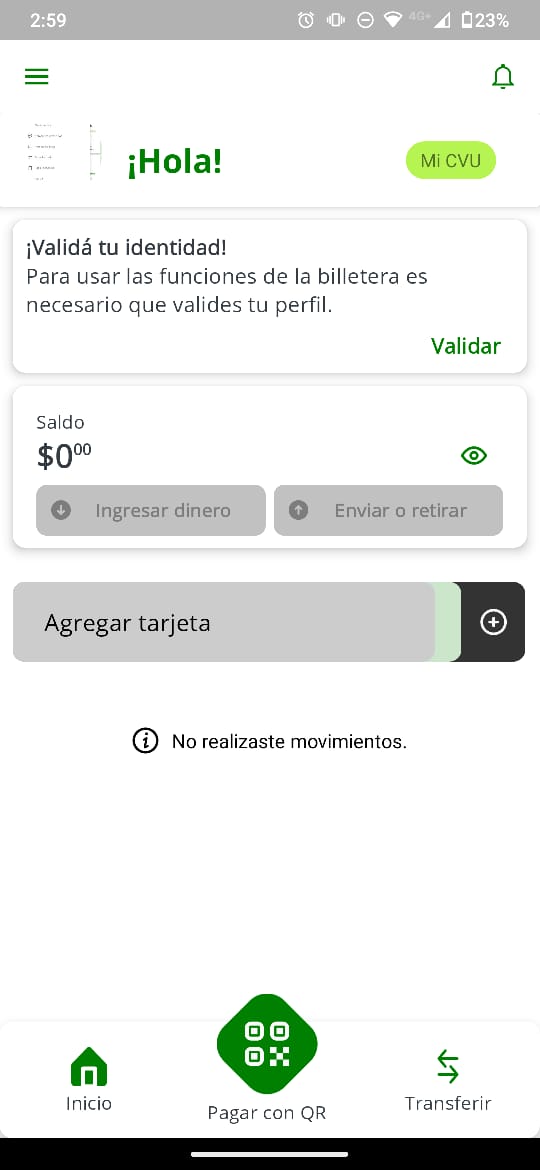 2:59
4G+
23%
¡Hola!
Mi CVU
¡Validá tu identidad!
Para usar las funciones de la billetera es
necesario que valides tu perfil.
Validar
Saldo
$000
Ingresar dinero
Enviar o retirar
Agregar tarjeta
No realizaste movimientos.
Inicio
Pagar con QR
Transferir